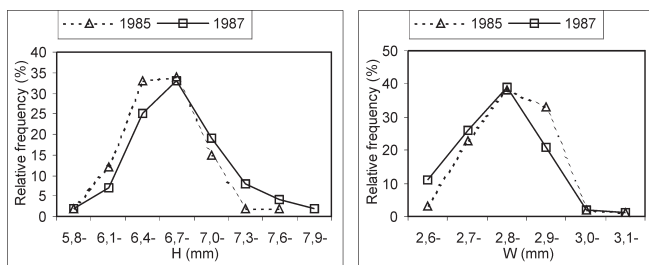 1985 1987
Relative frequency (%)
40
35
30
25
20
15
10
5
0
5,8- 6,1- 6,4- 6,7- 7,0- 7,3- 7,6- 7,9-
H (mm)
1985 1987
Relative frequency (%)
50
40
30
20
10
0
2,6- 2,7- 2,8- 2,9- 3,0- 3,1-
W (mm)